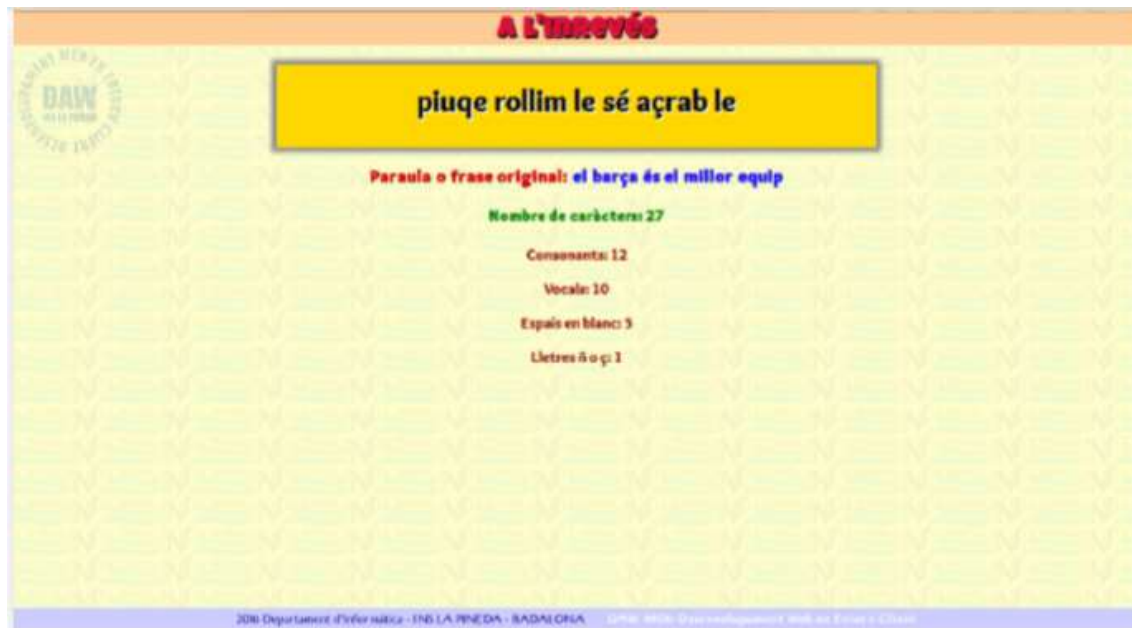 A L'INREVÉS
DAW
piuqe rollim le sé açrab le
Paraula o frase original: el barça és el millor equip
Nombre de caràcters: 27
Consonants: 12
Vocals: 10
Espais en blanc: 5
Lletres ñ o ç: 1
2016 Departament d'Informàtica - INS LA PINEDA - BADALONA